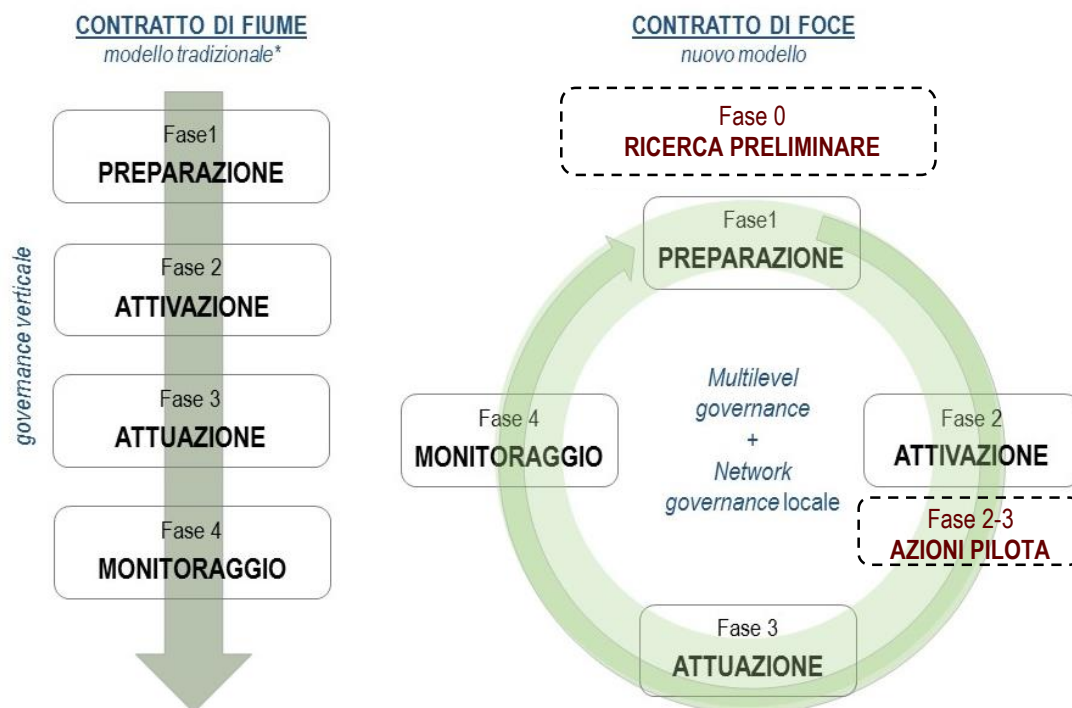 CONTRATTO DI FIUME
modello tradizionale*
governance verticale
Fase1
PREPARAZIONE
Fase 2
ATTIVAZIONE
Fase 3
ATTUAZIONE
Fase 4
MONITORAGGIO
CONTRATTO DI FOCE
nuovo modello
Fase 0
RICERCA PRELIMINARE
Fase1
PREPARAZIONE
Fase 2
ATTIVAZIONE
Fase 2-3
AZIONI PILOTA
Fase 3
ATTUAZIONE
Fase 4
MONITORAGGIO
Multilevel
governance
+
Network
governance locale